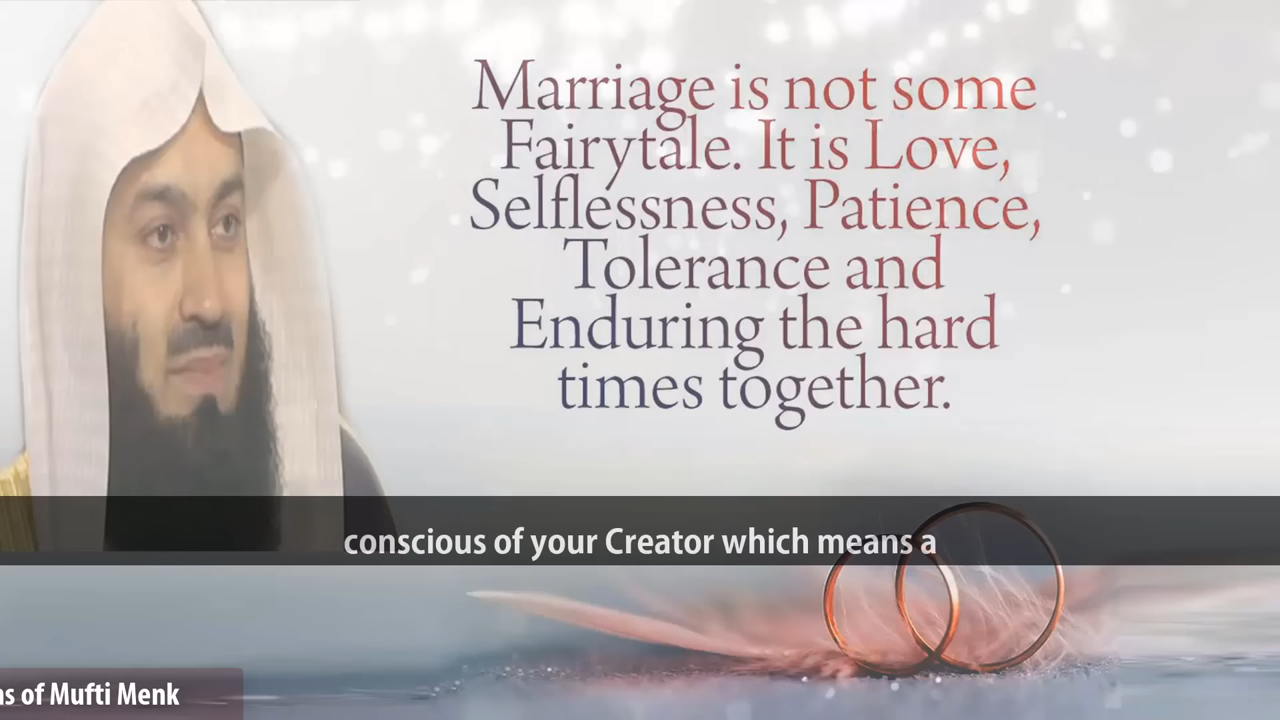 Marriage is not some
Fairytale. It is Love,
Selflessness, Patience,
Tolerance and
Enduring the hard
times together.
conscious of your Creator which means a
of Mufti Menk